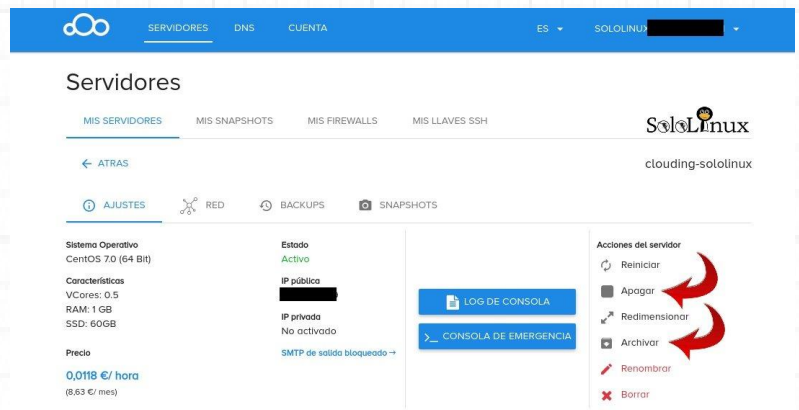 SERVIDORES DNS CUENTA ES SOLOLINUX
Servidores
MIS SERVIDORES MIS SNAPSHOTS MIS FIREWALLS MIS LLAVES SSH
SoloLinux
← ATRAS
clouding-sololinux
AJUSTES RED BACKUPS SNAPSHOTS
Sistema Operativo
CentOS 7.0 (64 Bit)
Características
VCores: 0.5
RAM: 1 GB
SSD: 60GB
Precio
0,0118 €/ hora
(8,63 €/ mes)
Estado
Activo
IP pública
IP privada
No activado
SMTP de salida bloqueado→
LOG DE CONSOLA
>_ CONSOLA DE EMERGENCIA
Acciones del servidor
Reiniciar
Apagar
Redimensionar
Archivar
Renombrar
Borrar